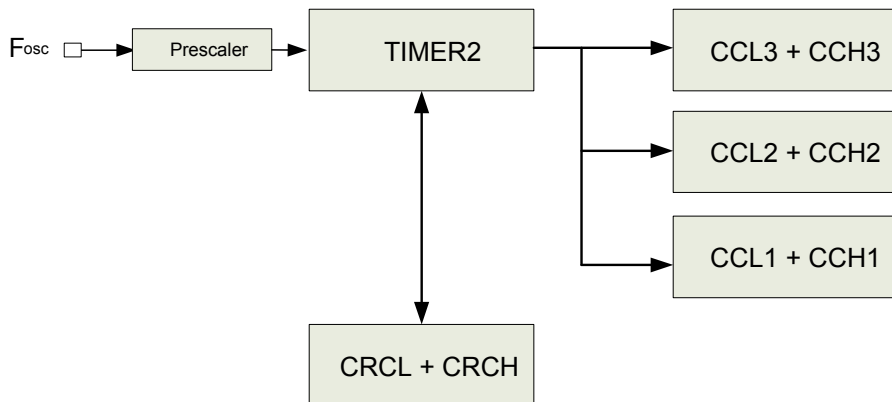 Fosc
Prescaler
TIMER2
CCL3 + CCH3
CCL2 + CCH2
CCL1 + CCH1
CRCL + CRCH